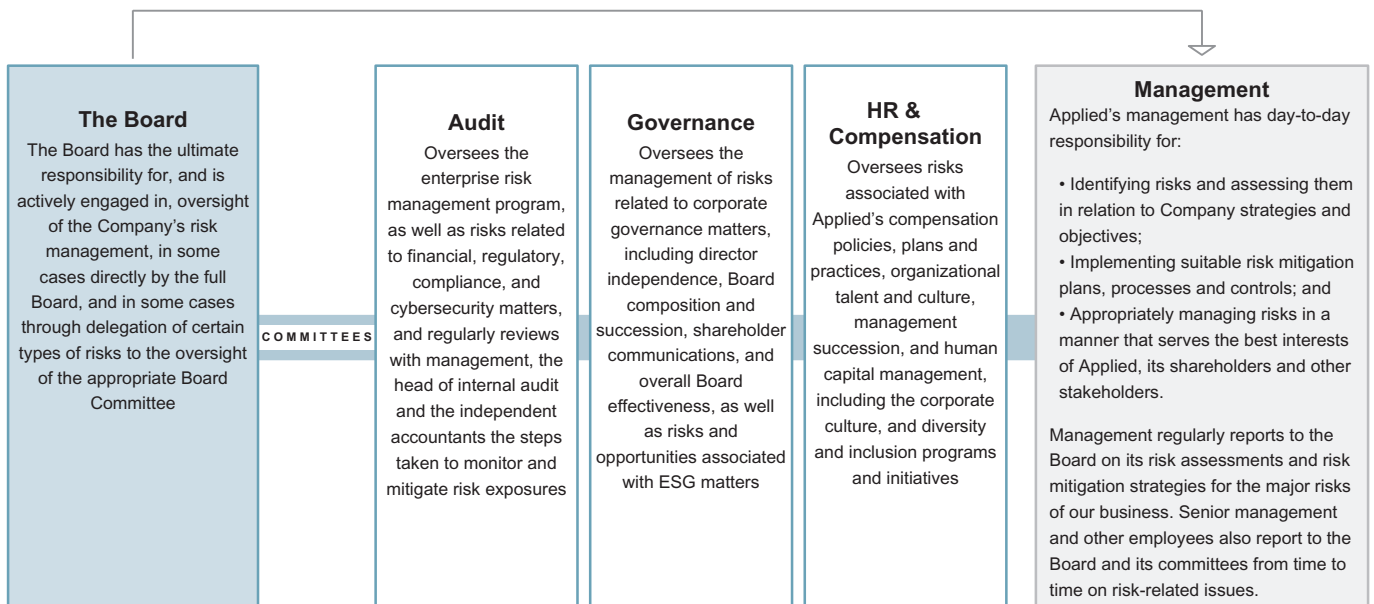 The Board
The Board has the ultimate
responsibility for, and is
actively engaged in, oversight
of the Company’s risk
management, in some
cases directly by the full
Board, and in some cases
through delegation of certain
types of risks to the oversight
of the appropriate Board
Committee
COMMITTEES
Audit
Oversees the
enterprise risk
management program,
as well as risks related
to financial, regulatory,
compliance, and
cybersecurity matters,
and regularly reviews
with management, the
head of internal audit
and the independent
accountants the steps
taken to monitor and
mitigate risk exposures
Governance
Oversees the
management of risks
related to corporate
governance matters,
including director
independence, Board
composition and
succession, shareholder
communications, and
overall Board
effectiveness, as well
as risks and
opportunities associated
with ESG matters
HR &
Compensation
Oversees risks
associated with
Applied’s compensation
policies, plans and
practices, organizational
talent and culture,
management
succession, and human
capital management,
including the corporate
culture, and diversity
and inclusion programs
and initiatives
Management
Applied’s management has day-to-day
responsibility for:
• Identifying risks and assessing them
in relation to Company strategies and
objectives;
• Implementing suitable risk mitigation
plans, processes and controls; and
• Appropriately managing risks in a
manner that serves the best interests
of Applied, its shareholders and other
stakeholders.
Management regularly reports to the
Board on its risk assessments and risk
mitigation strategies for the major risks
of our business. Senior management
and other employees also report to the
Board and its committees from time to
time on risk-related issues.